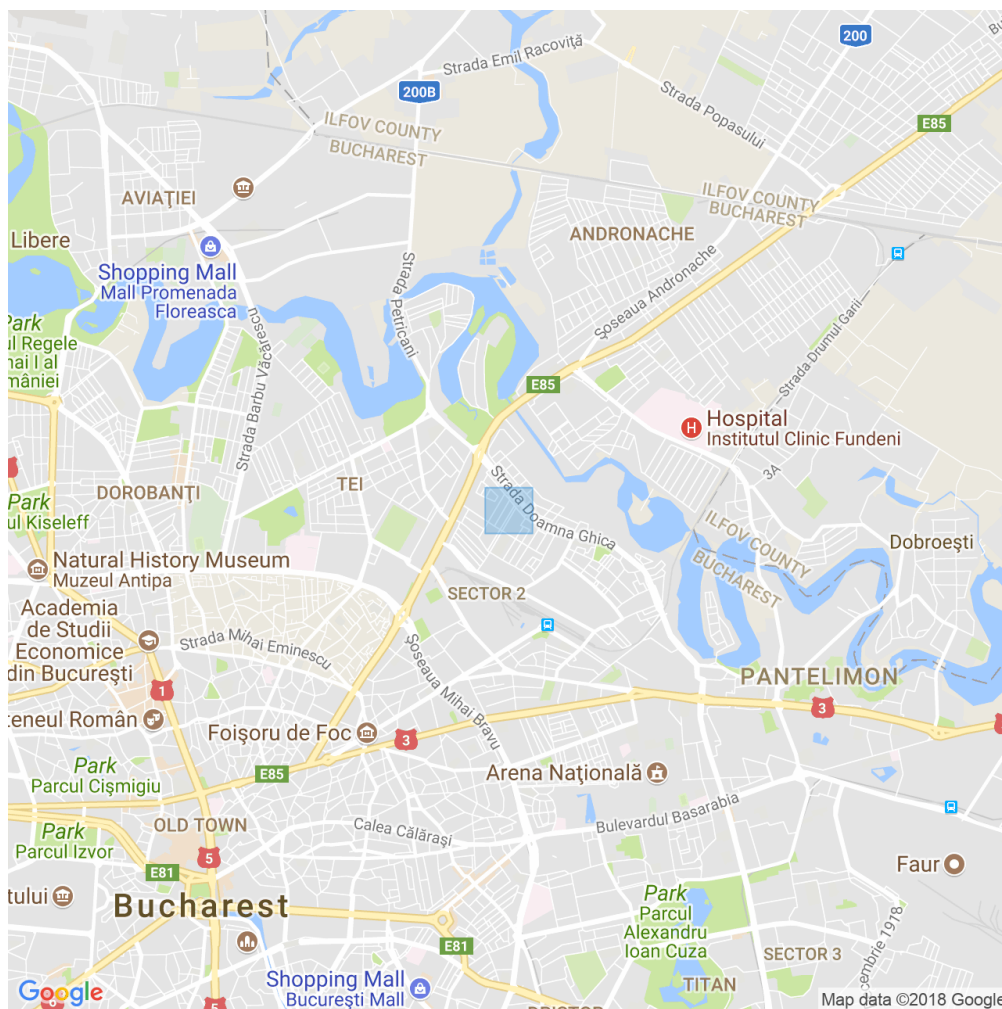 200
Strada Emil Racoviță
200B
Strada Popasului
E85
ILFOV COUNTY
BUCHAREST
AVIAȚIEI
ILFOV COUNTY
BUCHAREST
Libere
ANDRONACHE
Shopping Mall
Mall Promenada
Floreasca
Strada Petricani
Șoseaua Andronache
Strada Drumul Garii
Park
ul Regele
Strada Barbu Văcărescu
E85
Hospital
Institutul Clinic Fundeni
H
3A
TEI
DOROBANȚI
Strada Doamna Ghica
Park
ul Kiseleff
ILFOV COUNTY
BUCHAREST
Dobroești
Natural History Museum
Muzeul Antipa
SECTOR 2
Academia
de Studii
Economice
din București
Strada Mihai Eminescu
Șoseaua Mihai Bravu
PANTELIMON
1
3
Ateneul Român
Foișoru de Foc
3
E85
Arena Națională
Park
Parcul Cișmigiu
OLD TOWN
Calea Călărași
Bulevardul Basarabia
Park
Parcul Izvor
5
E81
Faur
Bucharest
Park
Parcul
Alexandru
Ioan Cuza
E81
SECTOR 3
Shopping Mall
București Mall
TITAN
5
Google
Map data ©2018 Google